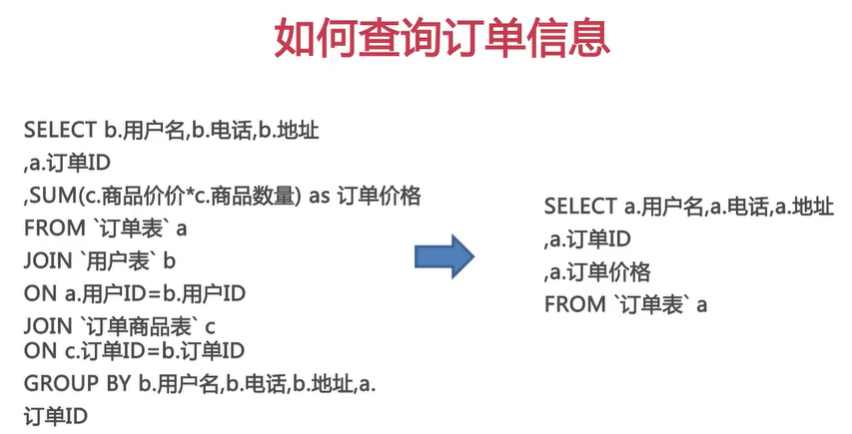 如何查询订单信息
SELECT b.用户名,b.电话,b.地址
,a.订单ID
,SUM(c.商品价价*c.商品数量) as 订单价格
FROM `订单表` a
JOIN `用户表` b
ON a.用户ID=b.用户ID
JOIN `订单商品表` c
ON c.订单ID=b.订单ID
GROUP BY b.用户名,b.电话,b.地址,a.
订单ID
SELECT a.用户名,a.电话,a.地址
,a.订单ID
,a.订单价格
FROM `订单表` a